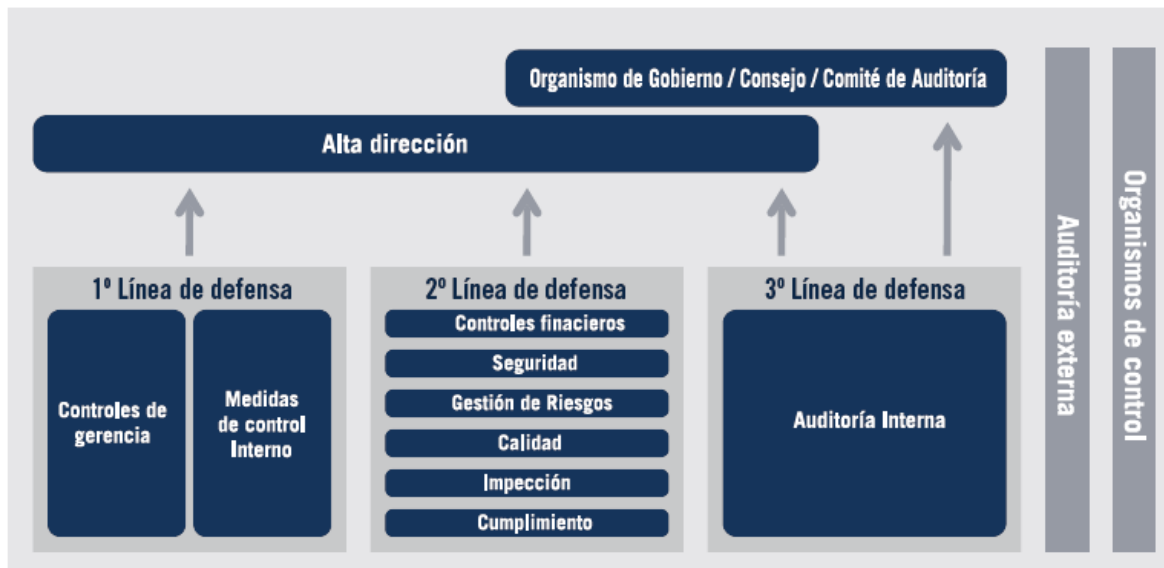 Organismo de Gobierno / Consejo / Comité de Auditoría
Alta dirección
1º Línea de defensa
Controles de
gerencia
Medidas
de control
Interno
2º Línea de defensa
Controles finacieros
Seguridad
Gestión de Riesgos
Calidad
Impección
Cumplimiento
3º Línea de defensa
Auditoría Interna
Auditoría externa
Organismos de control